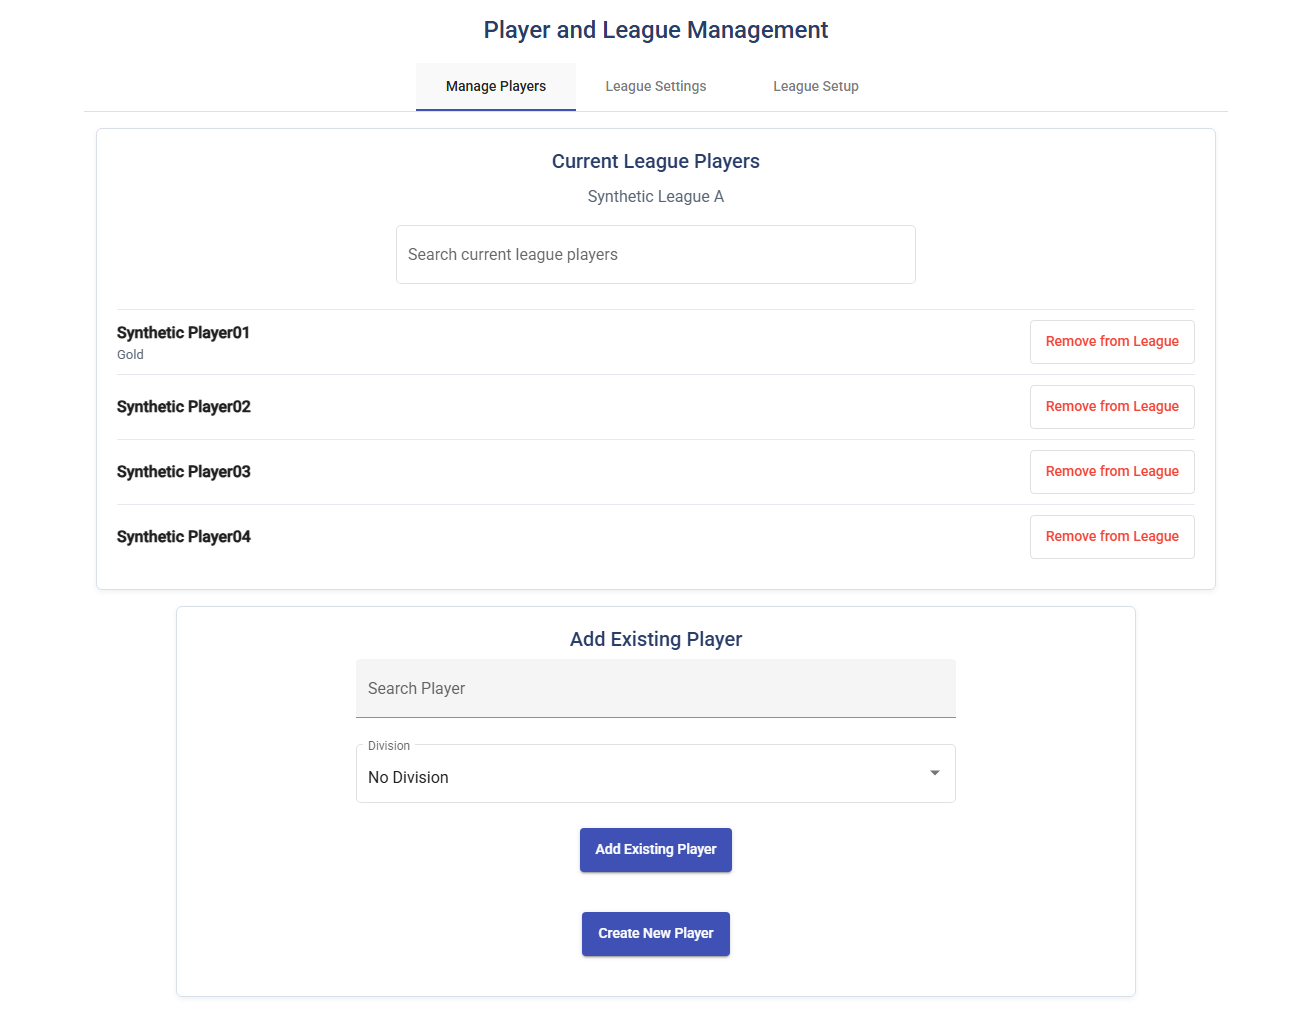 Player and League Management
Manage Players
League Settings
League Setup
Current League Players
Synthetic League A
Search current league players
Synthetic Player01
Gold
Remove from League
Synthetic Player02
Remove from League
Synthetic Player03
Remove from League
Synthetic Player04
Remove from League
Add Existing Player
Search Player
Division
No Division
Add Existing Player
Create New Player